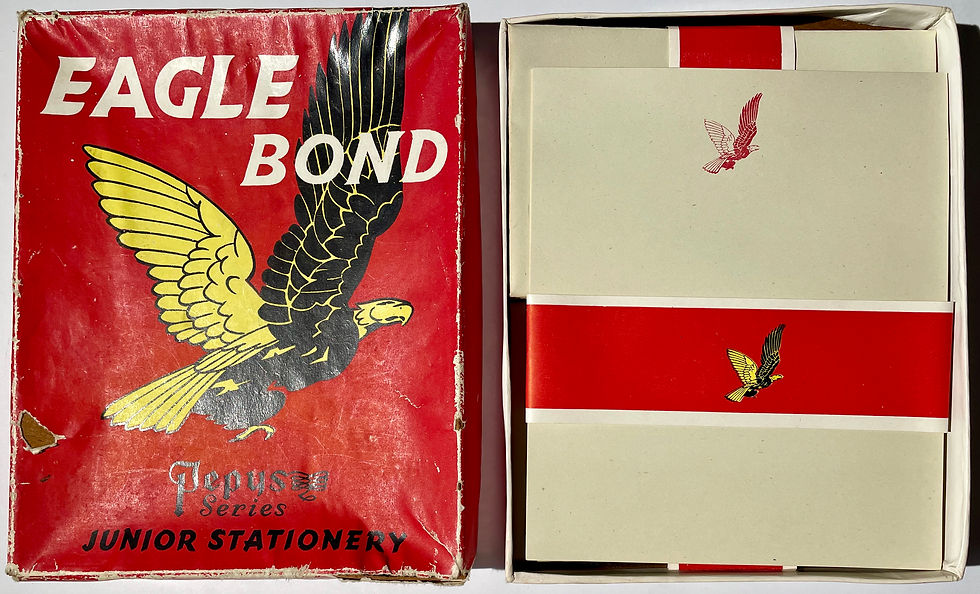 EAGLE
BOND
Pepys
Series
JUNIOR STATIONERY